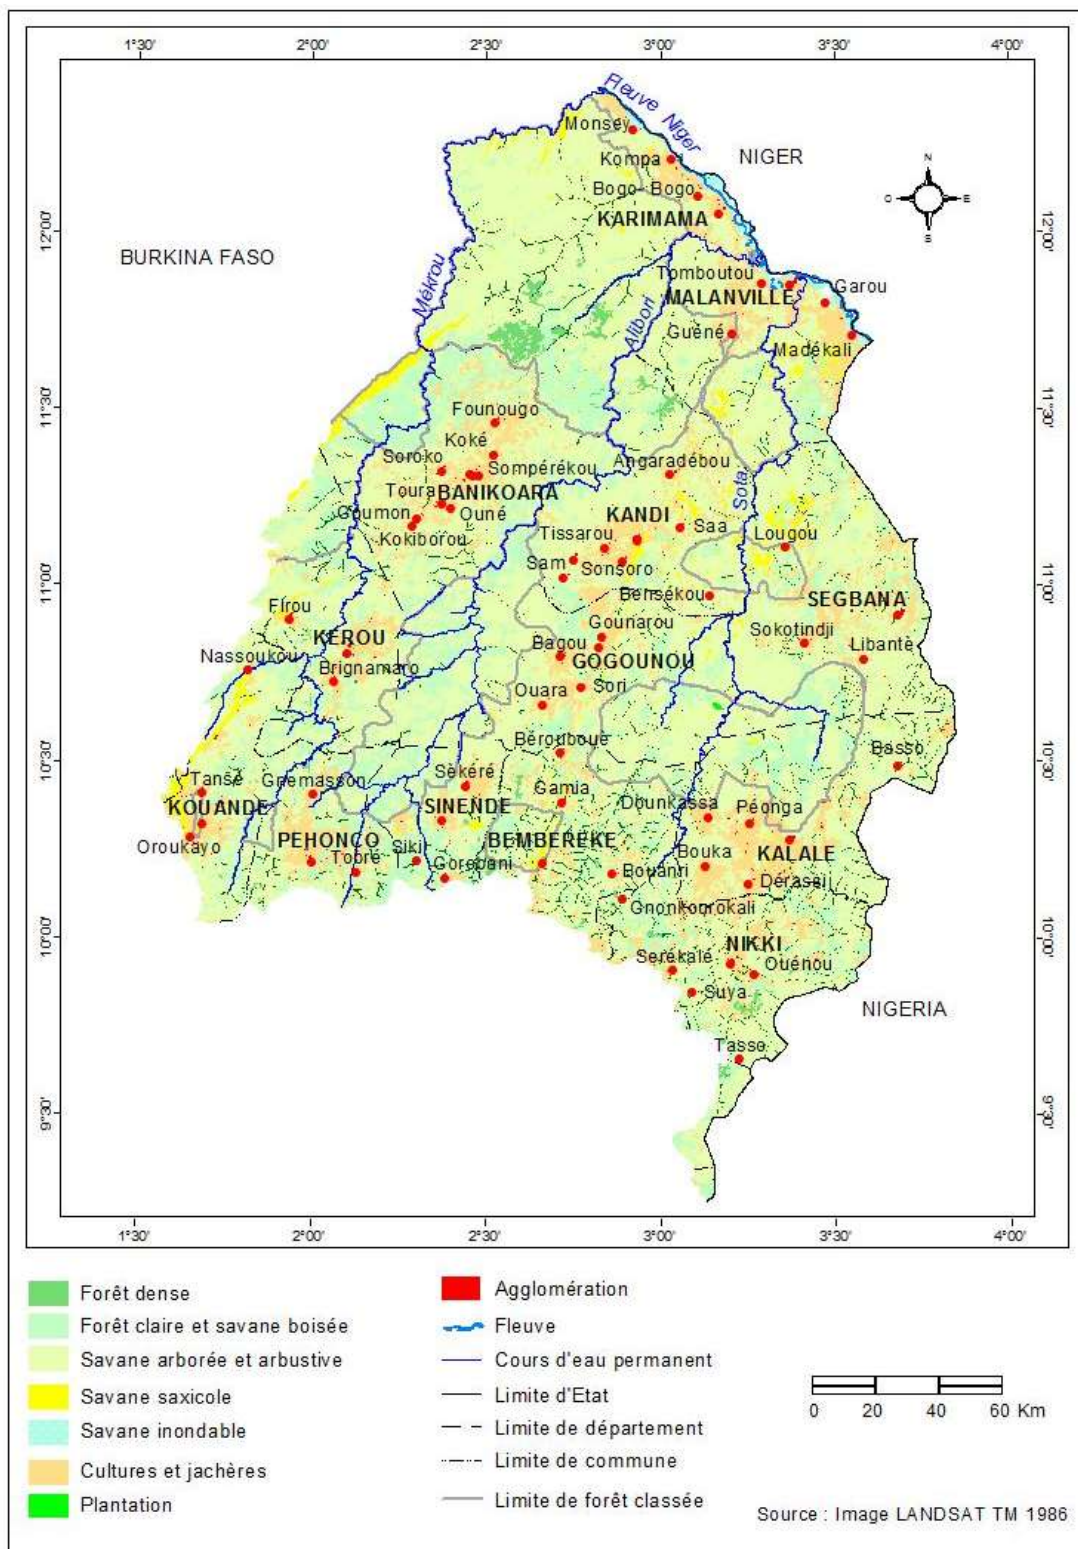 1°30' 2°00' 2°30' 3°00' 3°30' 4°00'
Fleuve Niger
Monsey
NIGER
Kompa
N
O E
S
Bogo-Bogo
KARIMAMA
12°00' 12°00'
BURKINA FASO
Mékrou
Tomboutou
Garou
MALANVILLE
Alibori
Guéné
Madékali
11°30' 11°30'
Founougo
Koké
Soroko
Sompérékou
Angaradébou
Sota
Toura
BANIKOARA
Goumon
Ouné
KANDI
Kokiborou
Tissarou
Saa
Lougou
Sam
Sonsoro
11°00' 11°00'
Bensékou
SEGBANA
Firou
Gounarou
Sokotindji
KEROU
Bagou
Libantè
Nassoukou
GOGOUNOU
Brignamaro
Ouara
Sori
Bérouboué
Basso
10°30' 10°30'
Tansé
Gnemasson
Sèkéré
Gamia
KOUANDE
SINENDE
Dounkassa
Péonga
Oroukayo
PEHONCO
BEMBEREKE
KALALE
Tobré
Siki
Bouka
Gorobani
Bouanri
Dérassi
Gnonkourokali
10°00' 10°00'
NIKKI
Serékalé
Ouénou
Suya
NIGERIA
Tasso
9°30' 9°30'
1°30' 2°00' 2°30' 3°00' 3°30' 4°00'
Forêt dense
Forêt claire et savane boisée
Savane arborée et arbustive
Savane saxicole
Savane inondable
Cultures et jachères
Plantation
Agglomération
Fleuve
Cours d'eau permanent
Limite d'Etat
Limite de département
Limite de commune
Limite de forêt classée
0 20 40 60 Km
Source : Image LANDSAT TM 1986